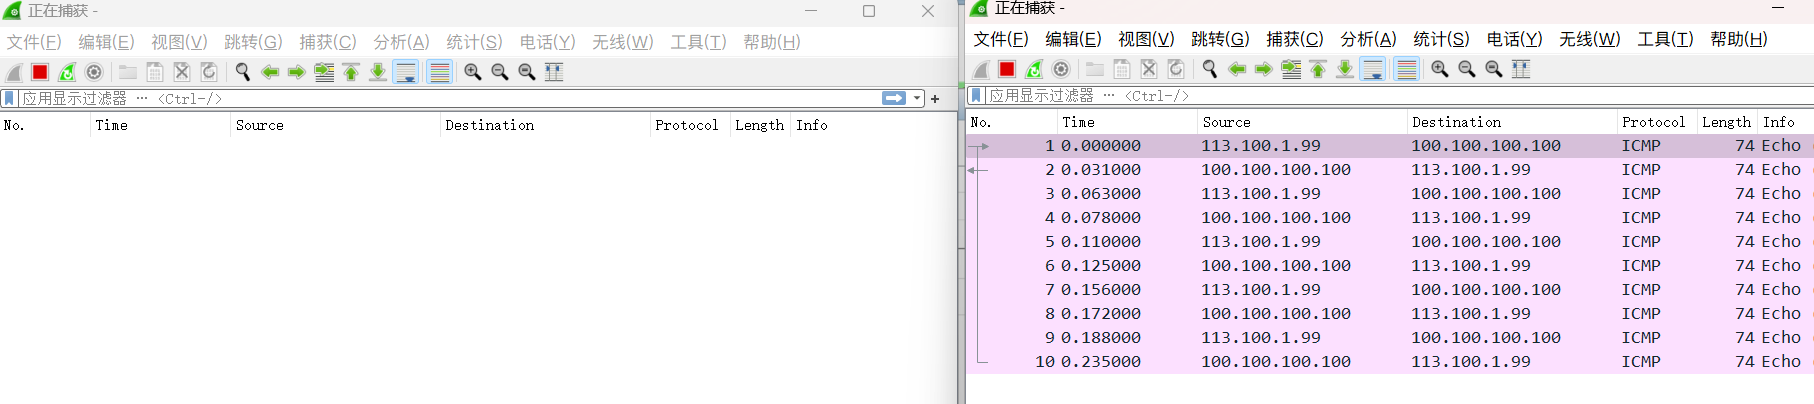 正在捕获 -
文件(F) 编辑(E) 视图(V) 跳转(G) 捕获(C) 分析(A) 统计(S) 电话(Y) 无线(W) 工具(T) 帮助(H)
应用显示过滤器 … <Ctrl-/>
No. Time Source Destination Protocol Length Info
正在捕获 -
文件(F) 编辑(E) 视图(V) 跳转(G) 捕获(C) 分析(A) 统计(S) 电话(Y) 无线(W) 工具(T) 帮助(H)
应用显示过滤器 … <Ctrl-/>
No. Time Source Destination Protocol Length Info
1 0.000000 113.100.1.99 100.100.100.100 ICMP 74 Echo
2 0.031000 100.100.100.100 113.100.1.99 ICMP 74 Echo
3 0.063000 113.100.1.99 100.100.100.100 ICMP 74 Echo
4 0.078000 100.100.100.100 113.100.1.99 ICMP 74 Echo
5 0.110000 113.100.1.99 100.100.100.100 ICMP 74 Echo
6 0.125000 100.100.100.100 113.100.1.99 ICMP 74 Echo
7 0.156000 113.100.1.99 100.100.100.100 ICMP 74 Echo
8 0.172000 100.100.100.100 113.100.1.99 ICMP 74 Echo
9 0.188000 113.100.1.99 100.100.100.100 ICMP 74 Echo
10 0.235000 100.100.100.100 113.100.1.99 ICMP 74 Echo